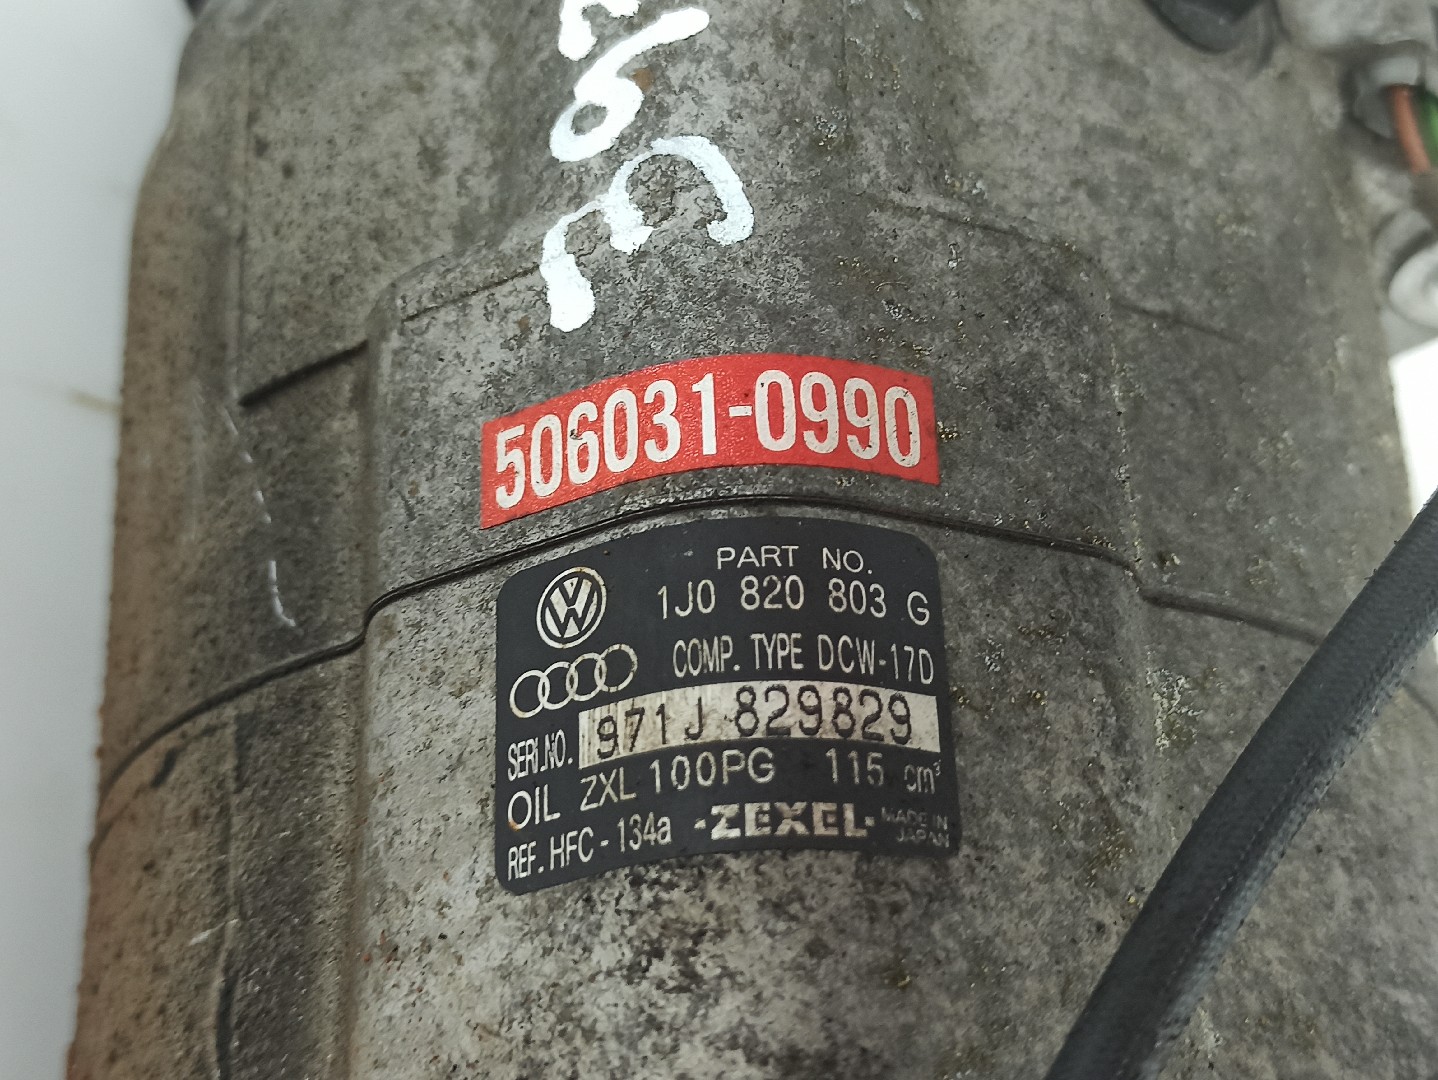 506031-0990
PART NO.
1J0 820 803 G
COMP. TYPE DCW-17D
SERI.NO. 971J 829829
OIL ZXL 100PG 115 cm³
REF. HFC-134a -ZEXEL- MADE IN JAPAN